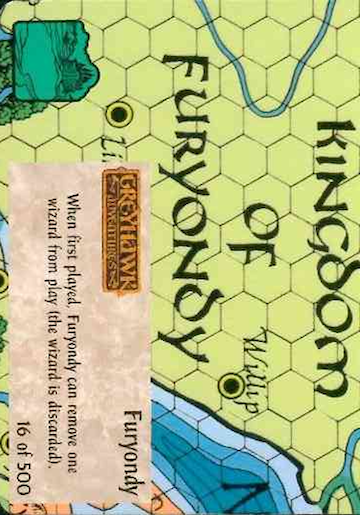 KINGDOM
OF
FURYONDY
Willip
Li
GREYHAWK
ADVENTURES
Furyondy
When first played, Furyondy can remove one
wizard from play (the wizard is discarded).
16 of 500
N